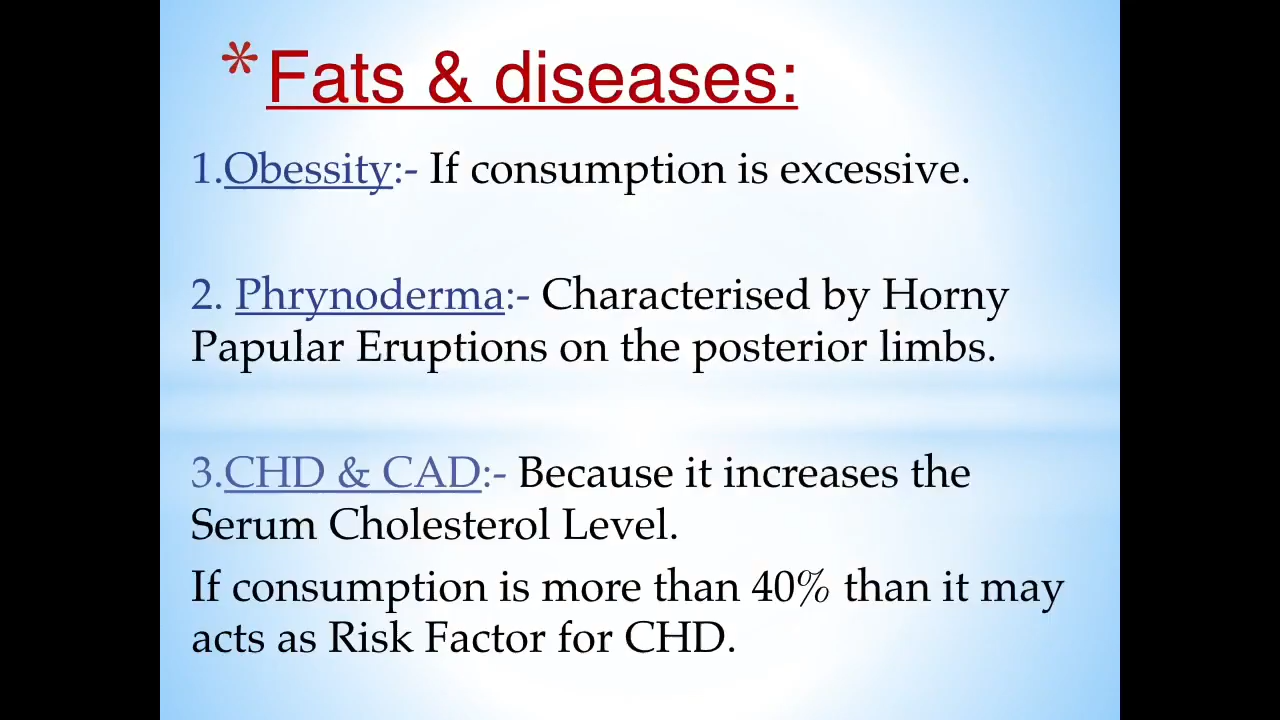 *Fats & diseases:
1.Obessity:- If consumption is excessive.
2. Phrynoderma:- Characterised by Horny
Papular Eruptions on the posterior limbs.
3.CHD & CAD:- Because it increases the
Serum Cholesterol Level.
If consumption is more than 40% than it may
acts as Risk Factor for CHD.